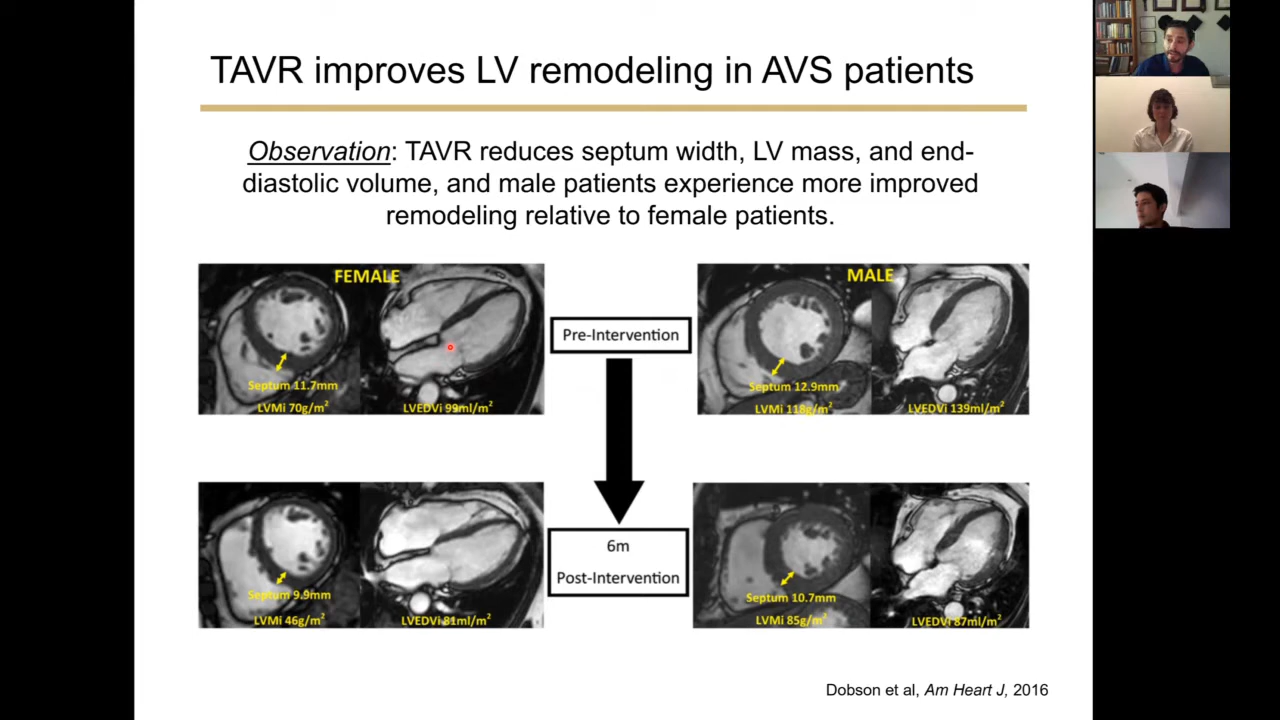 TAVR improves LV remodeling in AVS patients
Observation: TAVR reduces septum width, LV mass, and end-
diastolic volume, and male patients experience more improved
remodeling relative to female patients.
FEMALE
Septum 11.7mm
LVMi 70g/m²
LVEDVi 99ml/m²
Pre-Intervention
MALE
Septum 12.9mm
LVMi 118g/m²
LVEDVi 139ml/m²
Septum 9.9mm
LVMi 46g/m²
LVEDVi 81ml/m²
6m
Post-Intervention
Septum 10.7mm
LVMi 85g/m²
LVEDVi 87ml/m²
Dobson et al, Am Heart J, 2016